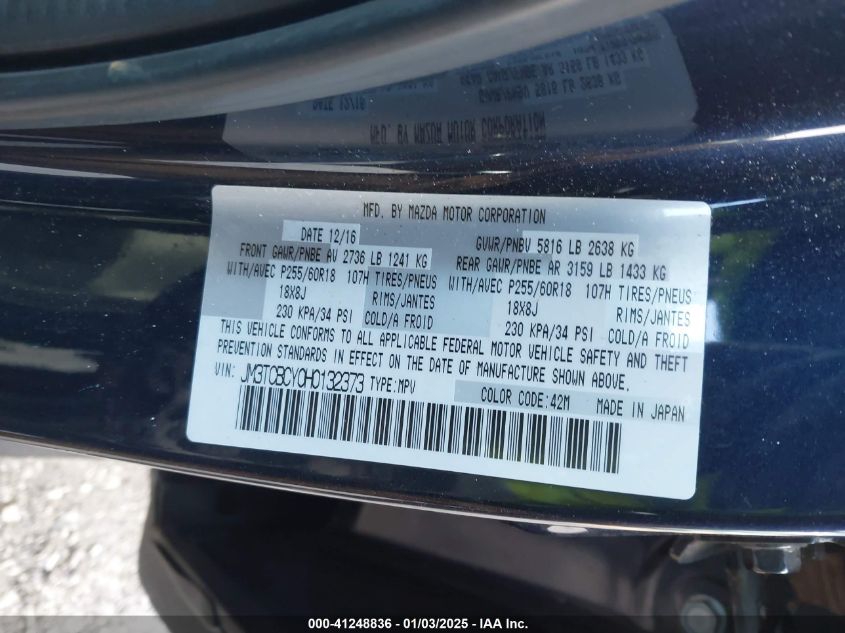 MFD. BY MAZDA MOTOR CORPORATION
DATE 12/16 GVWR/PNBV 5816 LB 2638 KG
FRONT GAWR/PNBE AV 2736 LB 1241 KG REAR GAWR/PNBE AR 3159 LB 1433 KG
WITH/AVEC P255/60R18 107H TIRES/PNEUS WITH/AVEC P255/60R18 107H TIRES/PNEUS
18X8J RIMS/JANTES 18X8J RIMS/JANTES
230 KPA/34 PSI COLD/A FROID 230 KPA/34 PSI COLD/A FROID
THIS VEHICLE CONFORMS TO ALL APPLICABLE FEDERAL MOTOR VEHICLE SAFETY AND THEFT
PREVENTION STANDARDS IN EFFECT ON THE DATE OF MANUFACTURE SHOWN ABOVE.
VIN: JM3TCBCY0H0132373 TYPE:MPV COLOR CODE:42M MADE IN JAPAN
000-41248836 - 01/03/2025 - IAA Inc.